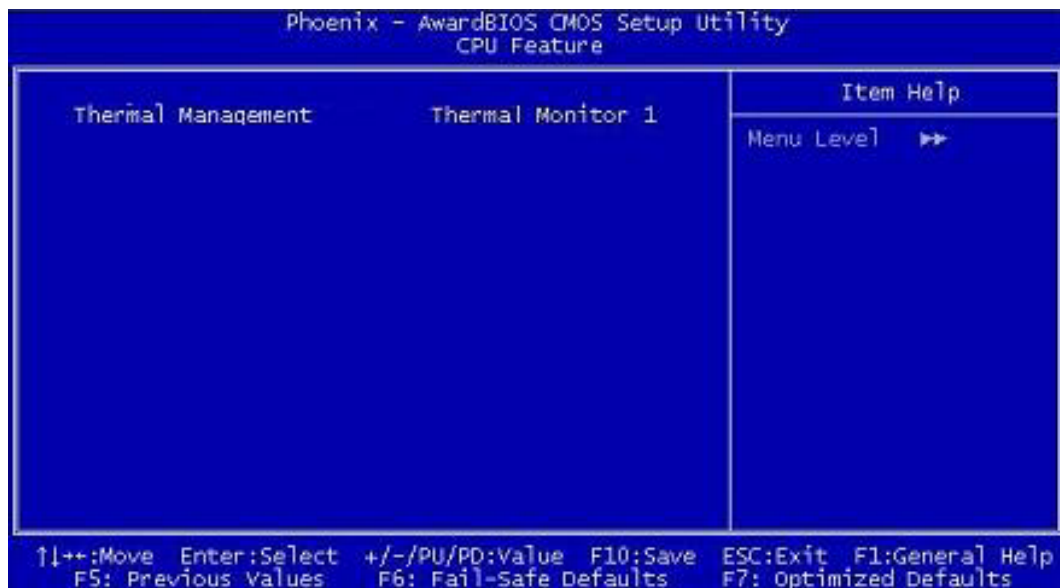 Phoenix - AwardBIOS CMOS Setup Utility
CPU Feature
Thermal Management Thermal Monitor 1
Item Help
Menu Level ▶▶
↑↓→←:Move Enter:Select +/-/PU/PD:Value F10:Save ESC:Exit F1:General Help
F5: Previous Values F6: Fail-Safe Defaults F7: Optimized Defaults